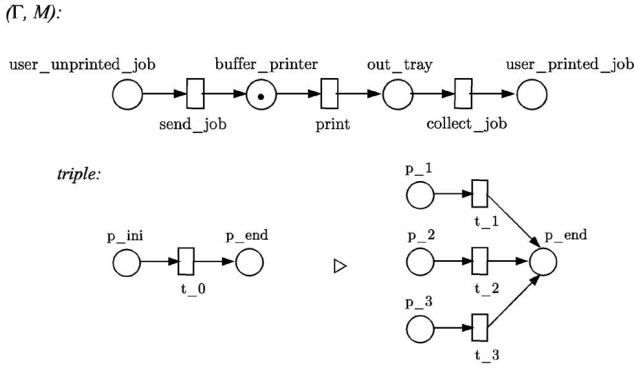 (Γ, M):
user_unprinted_job buffer_printer out_tray user_printed_job
send_job print collect_job
triple:
p_1
t_1
p_ini p_end p_2 p_end
t_0 t_2
p_3
t_3